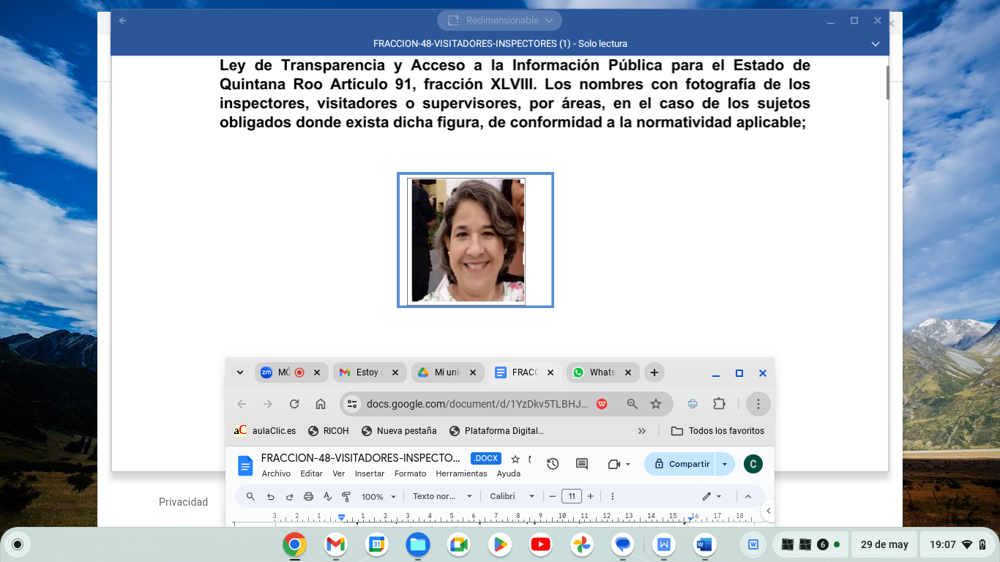 Redimensionable
FRACCION-48-VISITADORES-INSPECTORES (1) - Solo lectura
Ley de Transparencia y Acceso a la Información Pública para el Estado de
Quintana Roo Artículo 91, fracción XLVIII. Los nombres con fotografía de los
inspectores, visitadores o supervisores, por áreas, en el caso de los sujetos
obligados donde exista dicha figura, de conformidad a la normatividad aplicable;
zm MÓ Estoy Mi uni FRACC Whats
docs.google.com/document/d/1YzDkv5TLBHJ...
aC aulaClic.es RICOH Nueva pestaña Plataforma Digital... Todos los favoritos
FRACCION-48-VISITADORES-INSPECTO... .DOCX
Compartir C
Archivo Editar Ver Insertar Formato Herramientas Ayuda
100% Texto nor... Calibri 11
3 2 1 1 2 3 4 5 6 7 8 9 10 11 12 13 14 15 16 17 18
Privacidad
31 6 29 de may 19:07